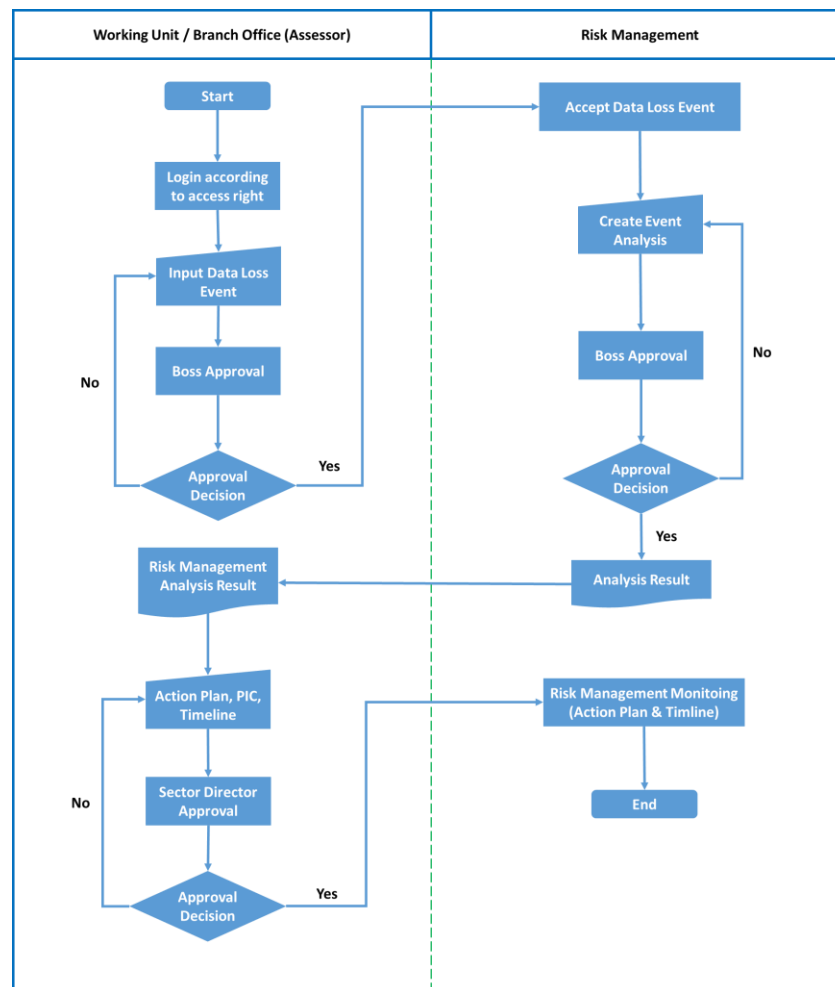 Working Unit / Branch Office (Assessor)
Risk Management
Start
Login according
to access right
Input Data Loss
Event
Boss Approval
No
Approval
Decision
Yes
Accept Data Loss Event
Create Event
Analysis
Boss Approval
No
Approval
Decision
Yes
Analysis Result
Risk Management
Analysis Result
Action Plan, PIC,
Timeline
Sector Director
Approval
No
Approval
Decision
Yes
Risk Management Monitoing
(Action Plan & Timline)
End